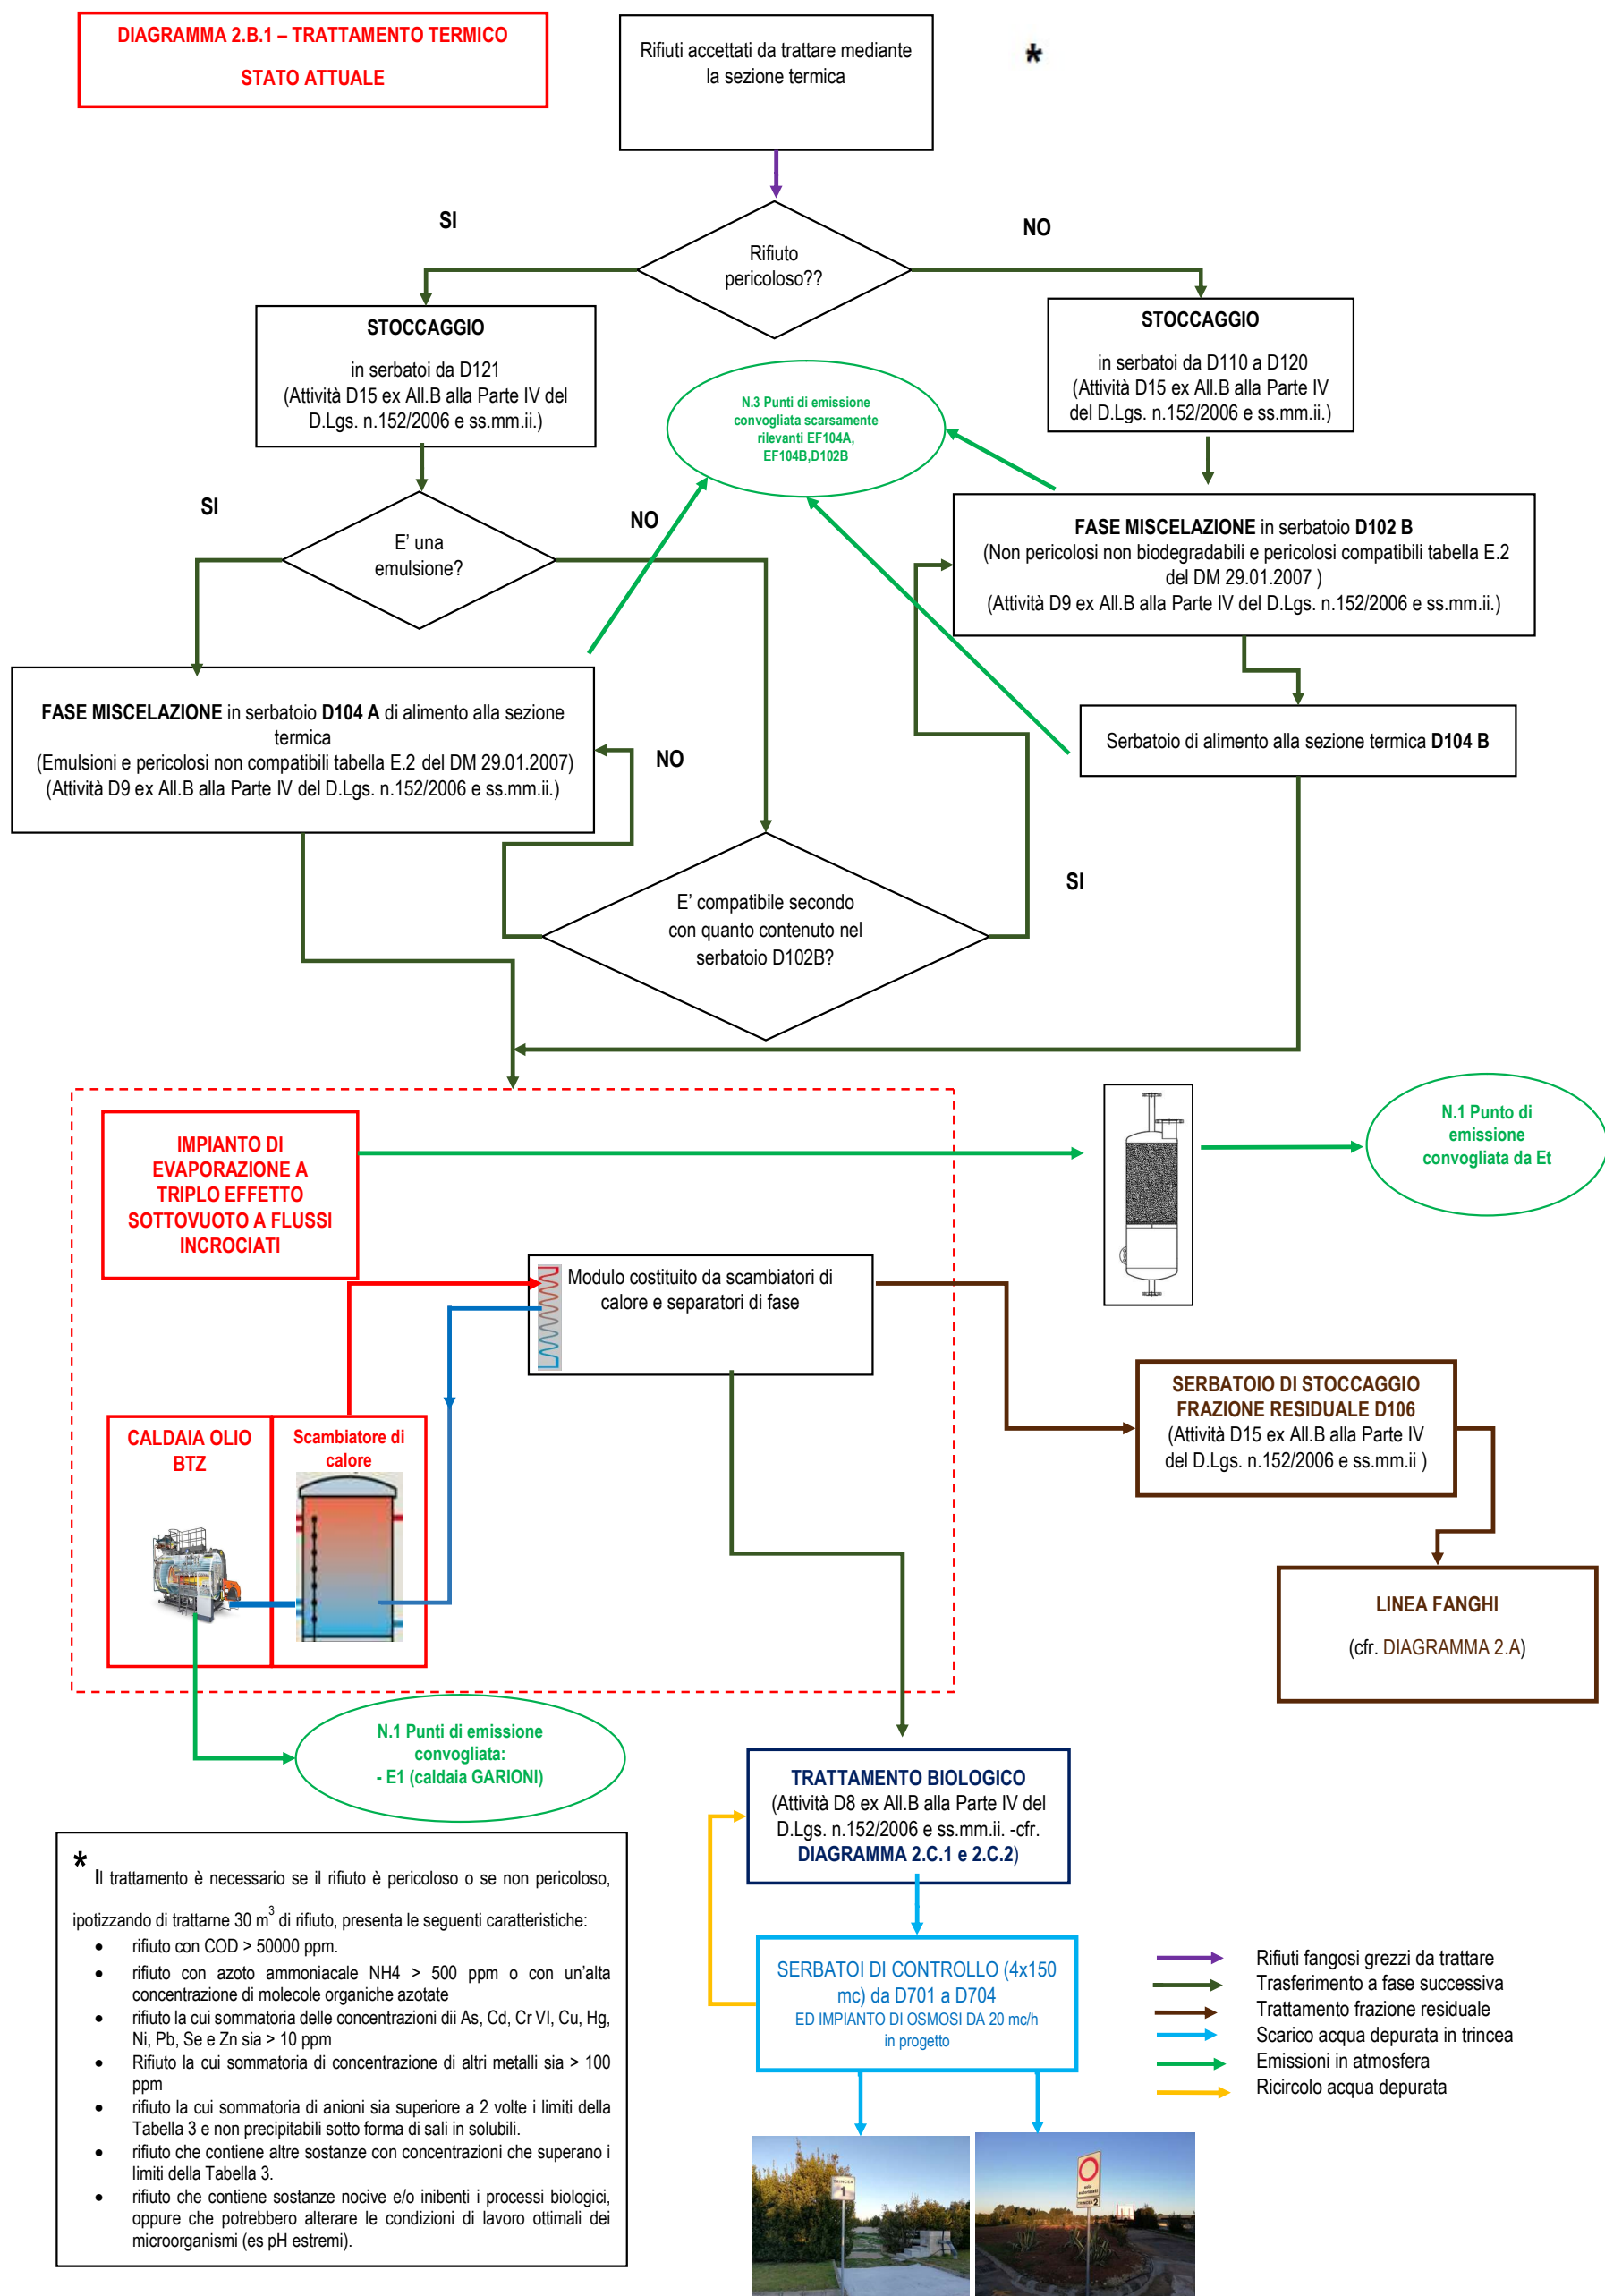 DIAGRAMMA 2.B.1 – TRATTAMENTO TERMICO
STATO ATTUALE
Rifiuti accettati da trattare mediante
la sezione termica
*
SI
NO
Rifiuto
pericoloso??
STOCCAGGIO
in serbatoi da D121
(Attività D15 ex All.B alla Parte IV del
D.Lgs. n.152/2006 e ss.mm.ii.)
STOCCAGGIO
in serbatoi da D110 a D120
(Attività D15 ex All.B alla Parte IV
del D.Lgs. n.152/2006 e ss.mm.ii.)
N.3 Punti di emissione
convogliata scarsamente
rilevanti EF104A,
EF104B,D102B
SI
NO
E' una
emulsione?
FASE MISCELAZIONE in serbatoio D102 B
(Non pericolosi non biodegradabili e pericolosi compatibili tabella E.2
del DM 29.01.2007 )
(Attività D9 ex All.B alla Parte IV del D.Lgs. n.152/2006 e ss.mm.ii.)
FASE MISCELAZIONE in serbatoio D104 A di alimento alla sezione
termica
(Emulsioni e pericolosi non compatibili tabella E.2 del DM 29.01.2007)
(Attività D9 ex All.B alla Parte IV del D.Lgs. n.152/2006 e ss.mm.ii.)
NO
Serbatoio di alimento alla sezione termica D104 B
SI
E' compatibile secondo
con quanto contenuto nel
serbatoio D102B?
IMPIANTO DI
EVAPORAZIONE A
TRIPLO EFFETTO
SOTTOVUOTO A FLUSSI
INCROCIATI
N.1 Punto di
emissione
convogliata da Et
Modulo costituito da scambiatori di
calore e separatori di fase
SERBATOIO DI STOCCAGGIO
FRAZIONE RESIDUALE D106
(Attività D15 ex All.B alla Parte IV
del D.Lgs. n.152/2006 e ss.mm.ii )
CALDAIA OLIO
BTZ
Scambiatore di
calore
LINEA FANGHI
(cfr. DIAGRAMMA 2.A)
N.1 Punti di emissione
convogliata:
- E1 (caldaia GARIONI)
TRATTAMENTO BIOLOGICO
(Attività D8 ex All.B alla Parte IV del
D.Lgs. n.152/2006 e ss.mm.ii. -cfr.
DIAGRAMMA 2.C.1 e 2.C.2)
* Il trattamento è necessario se il rifiuto è pericoloso o se non pericoloso,
ipotizzando di trattarne 30 m3 di rifiuto, presenta le seguenti caratteristiche:
• rifiuto con COD > 50000 ppm.
• rifiuto con azoto ammoniacale NH4 > 500 ppm o con un'alta
concentrazione di molecole organiche azotate
• rifiuto la cui sommatoria delle concentrazioni dii As, Cd, Cr VI, Cu, Hg,
Ni, Pb, Se e Zn sia > 10 ppm
• Rifiuto la cui sommatoria di concentrazione di altri metalli sia > 100
ppm
• rifiuto la cui sommatoria di anioni sia superiore a 2 volte i limiti della
Tabella 3 e non precipitabili sotto forma di sali in solubili.
• rifiuto che contiene altre sostanze con concentrazioni che superano i
limiti della Tabella 3.
• rifiuto che contiene sostanze nocive e/o inibenti i processi biologici,
oppure che potrebbero alterare le condizioni di lavoro ottimali dei
microorganismi (es pH estremi).
SERBATOI DI CONTROLLO (4x150
mc) da D701 a D704
ED IMPIANTO DI OSMOSI DA 20 mc/h
in progetto
Rifiuti fangosi grezzi da trattare
Trasferimento a fase successiva
Trattamento frazione residuale
Scarico acqua depurata in trincea
Emissioni in atmosfera
Ricircolo acqua depurata
TRINCEA
1
solo
autorizzati
TRINCEA 2